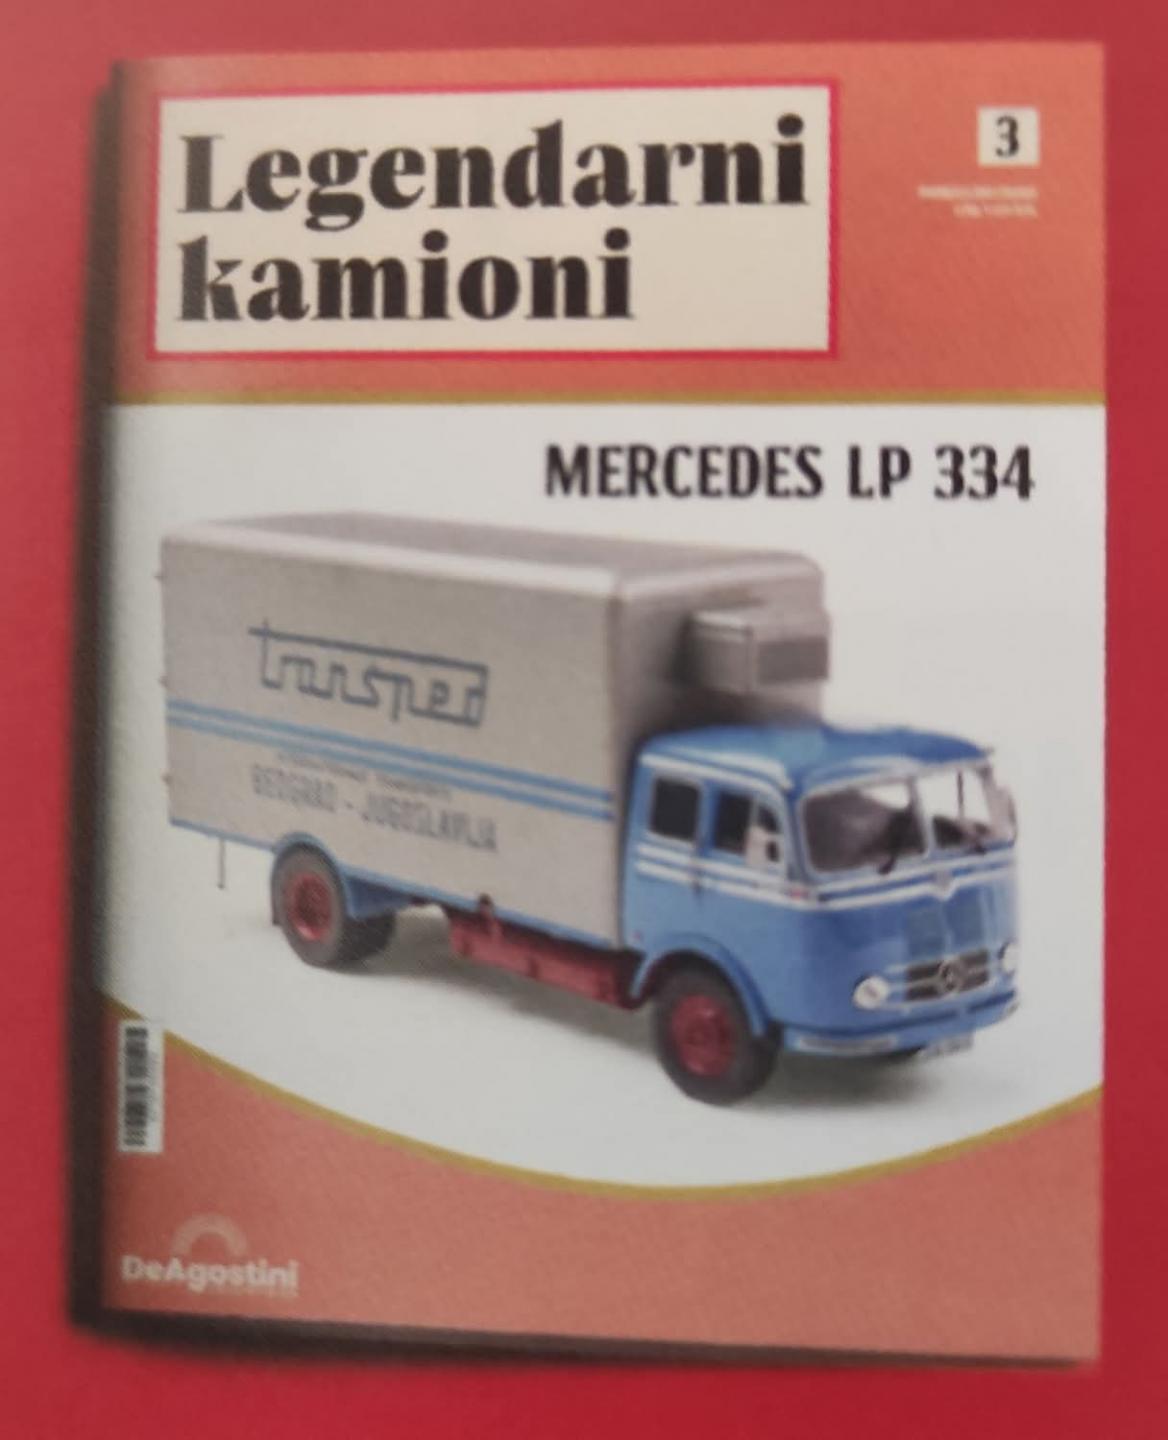 Legendarni
kamioni
3
MERCEDES LP 334
transped
BEOGRAD - JUGOSLAVIJA
DeAgostini